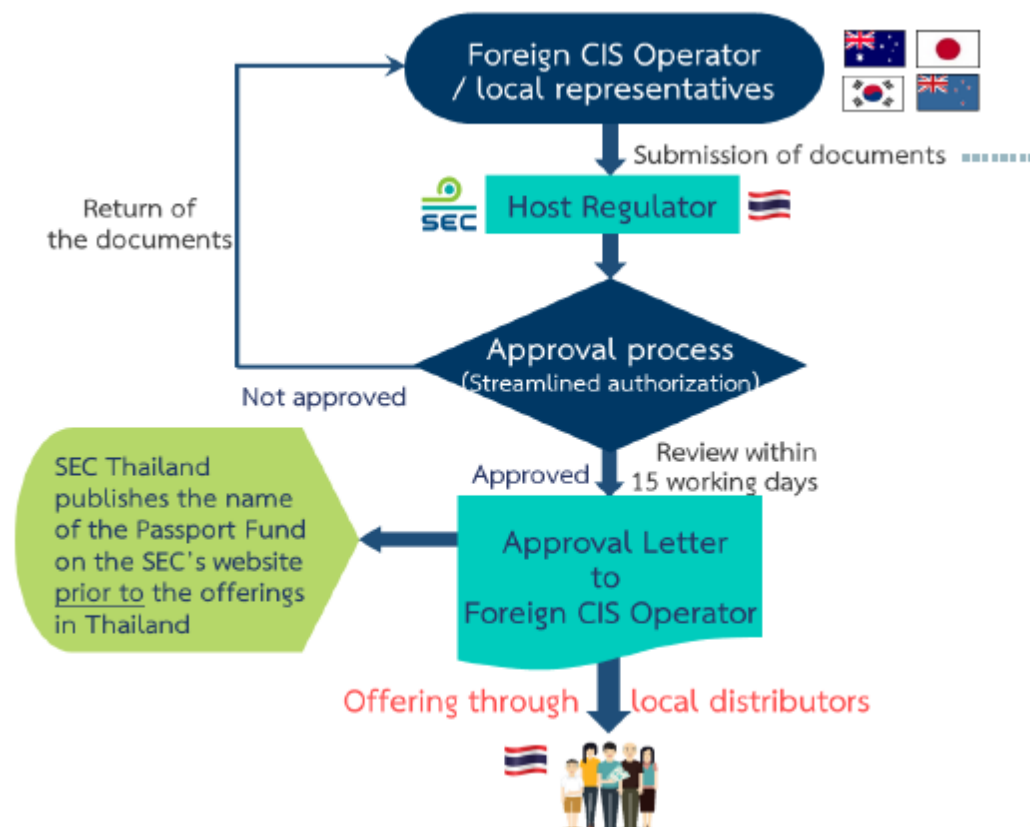 Foreign CIS Operator
/ local representatives
Submission of documents
SEC
Host Regulator
Return of
the documents
Approval process
(Streamlined authorization)
Not approved
Approved
Review within
15 working days
SEC Thailand
publishes the name
of the Passport Fund
on the SEC's website
prior to the offerings
in Thailand
Approval Letter
to
Foreign CIS Operator
Offering through local distributors